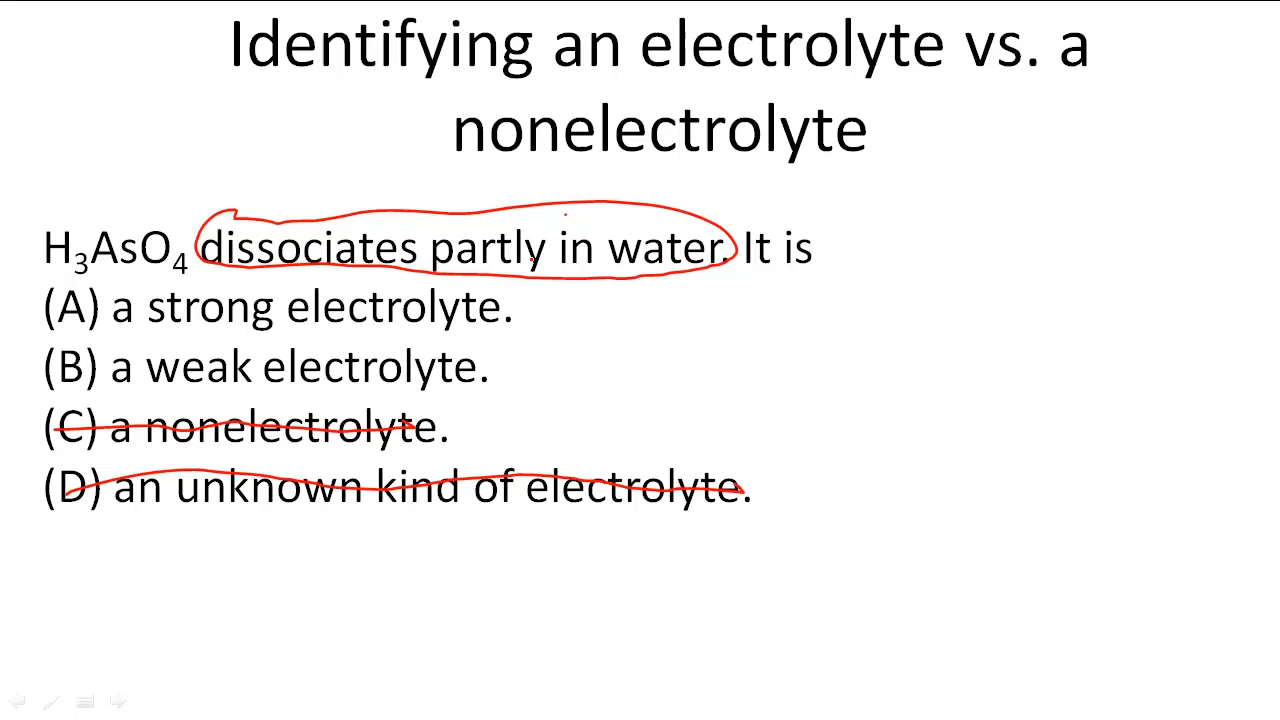 Identifying an electrolyte vs. a
nonelectrolyte
H₃AsO₄ dissociates partly in water. It is
(A) a strong electrolyte.
(B) a weak electrolyte.
(C) a nonelectrolyte.
(D) an unknown kind of electrolyte.